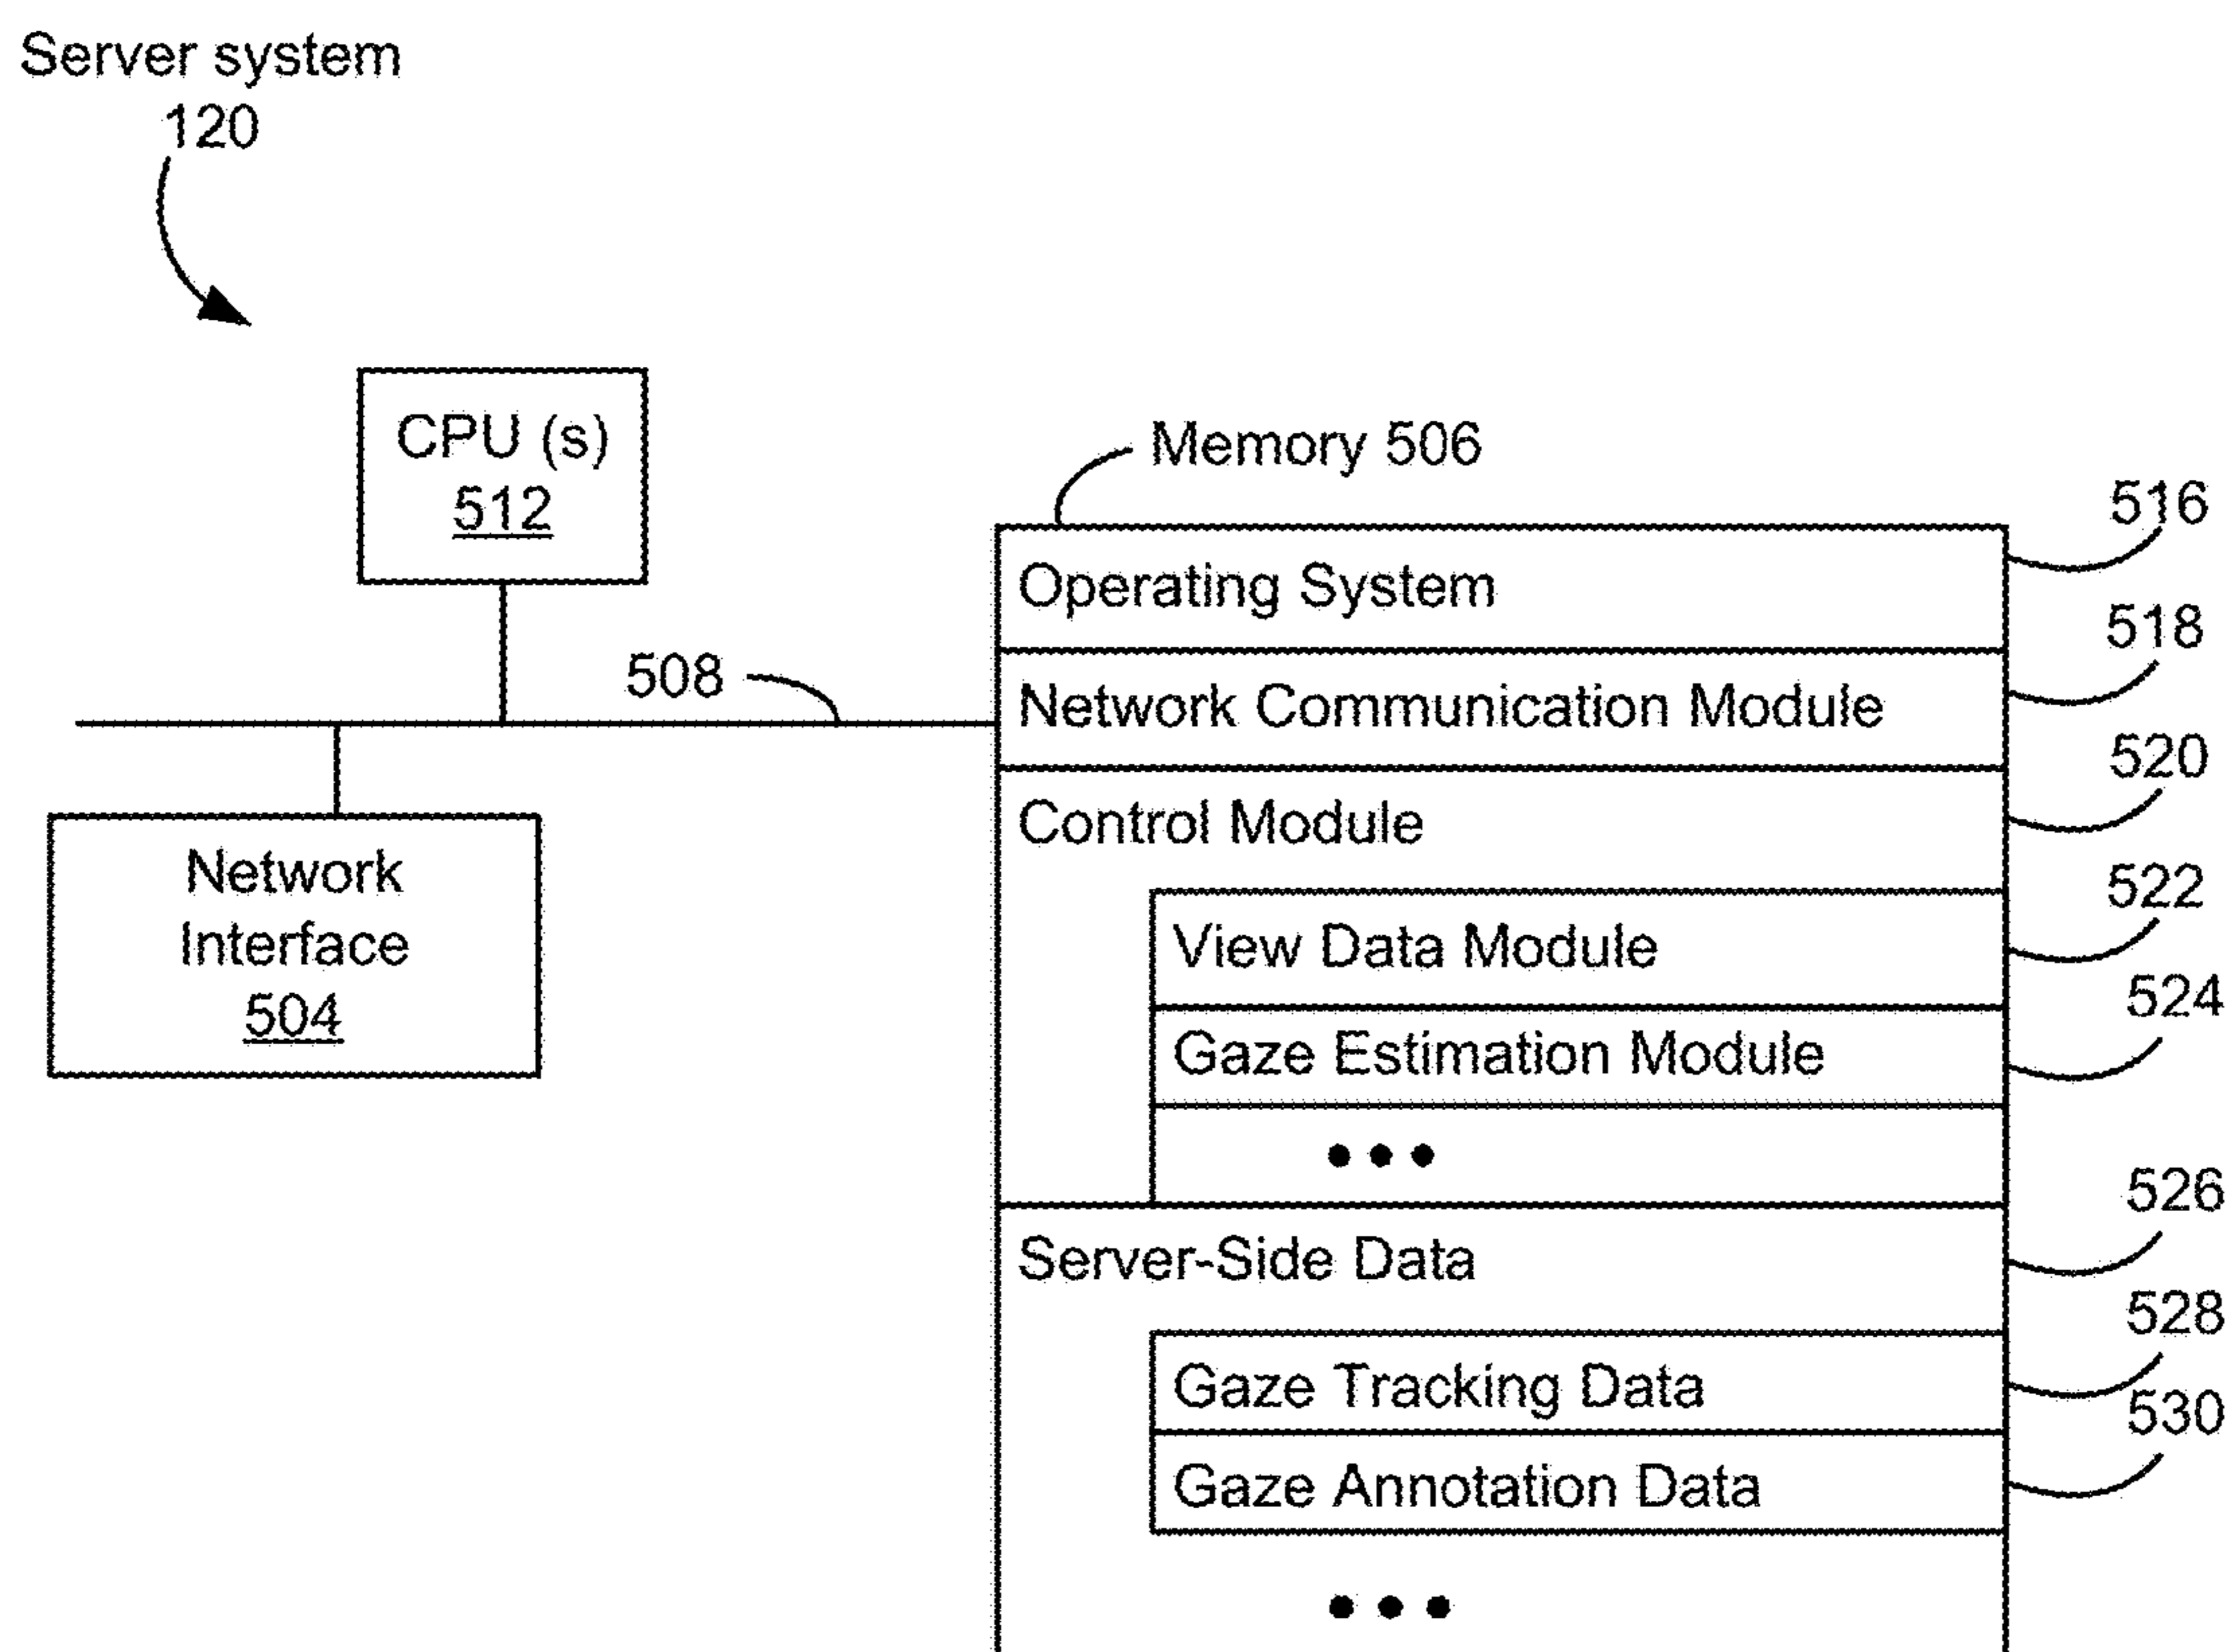 Server system
120
CPU (s)
512
Memory 506
516
Operating System
518
508
Network Communication Module
520
Control Module
Network
Interface
504
522
View Data Module
524
Gaze Estimation Module
•••
526
Server-Side Data
528
Gaze Tracking Data
530
Gaze Annotation Data
•••